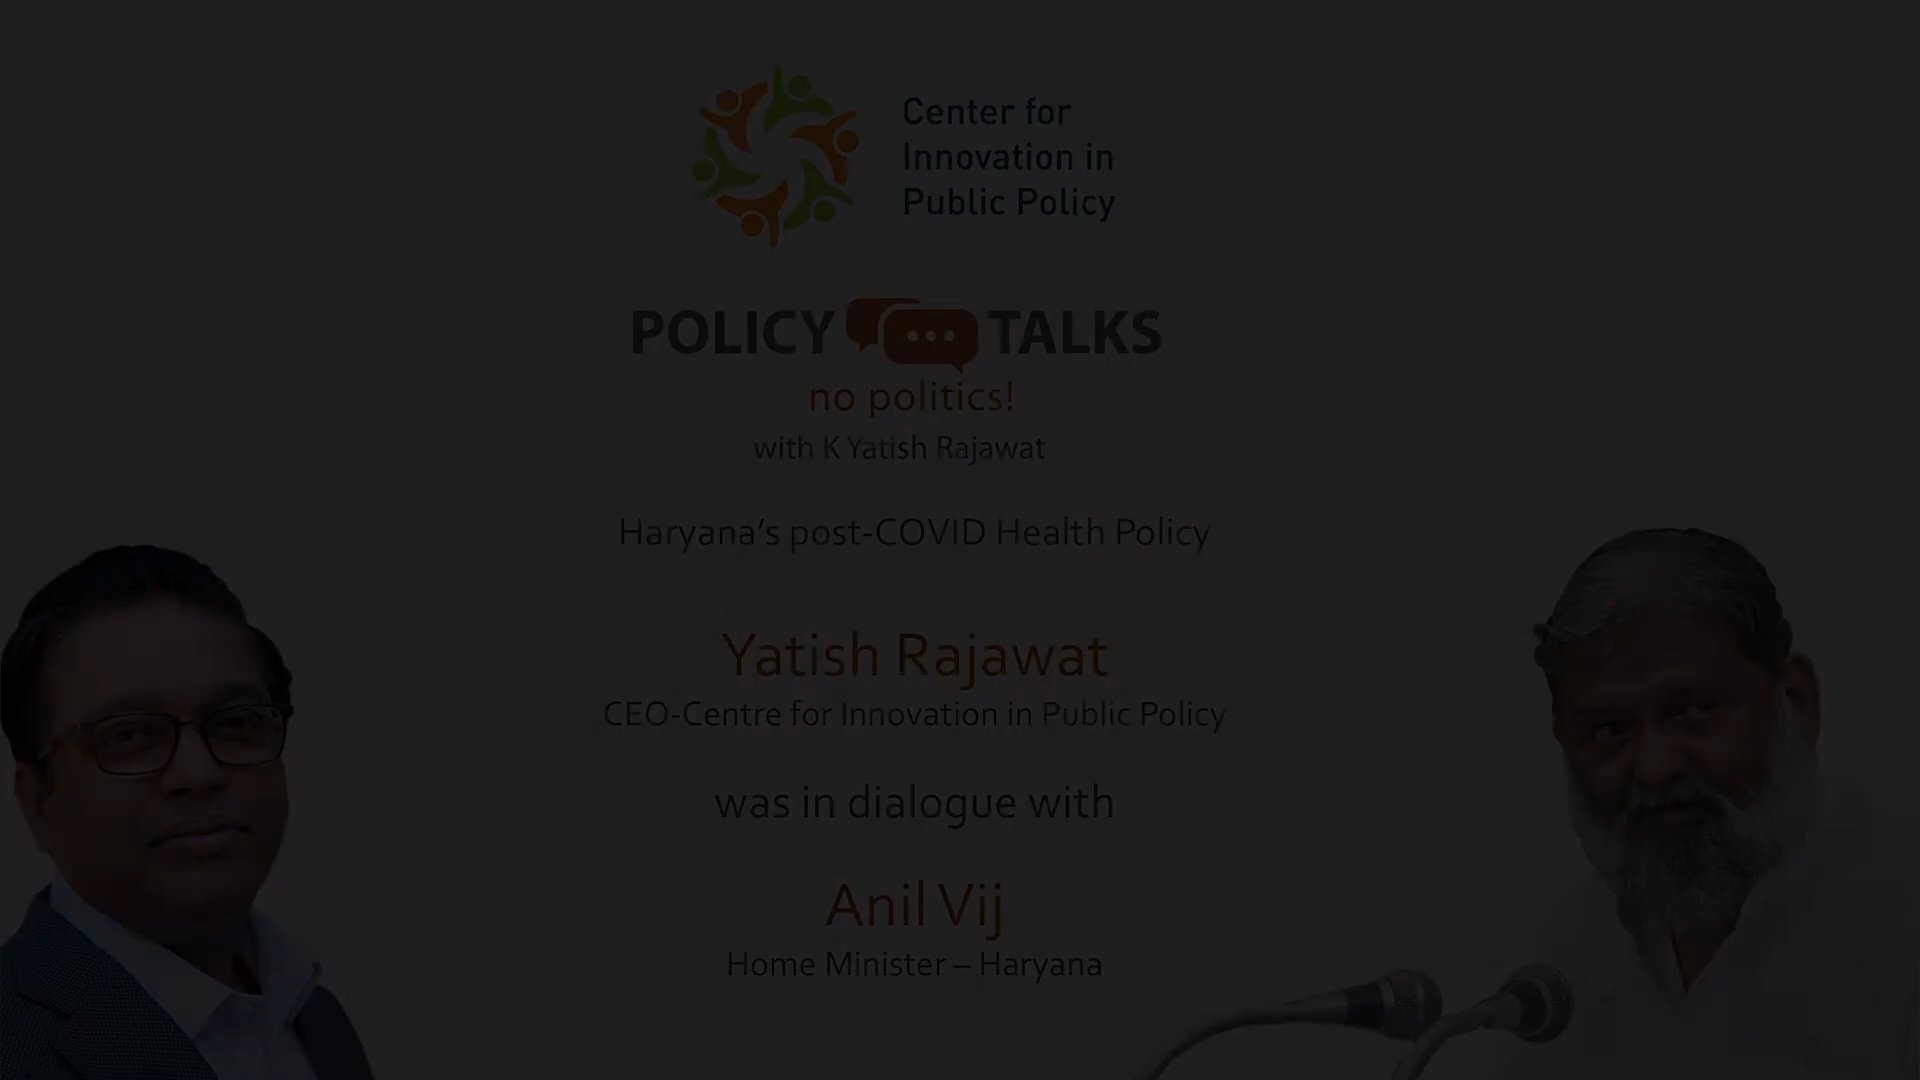 Center for
Innovation in
Public Policy
POLICY TALKS
no politics!
with K Yatish Rajawat
Haryana’s post-COVID Health Policy
Yatish Rajawat
CEO-Centre for Innovation in Public Policy
was in dialogue with
Anil Vij
Home Minister – Haryana